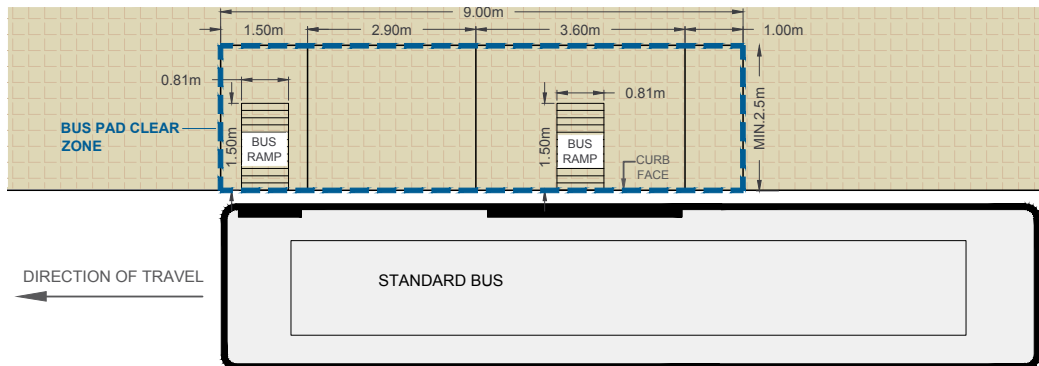 9.00m
1.50m
2.90m
3.60m
1.00m
0.81m
0.81m
BUS PAD CLEAR
ZONE
1.50m
BUS
RAMP
1.50m
BUS
RAMP
CURB
FACE
MIN.2.5m
DIRECTION OF TRAVEL
STANDARD BUS